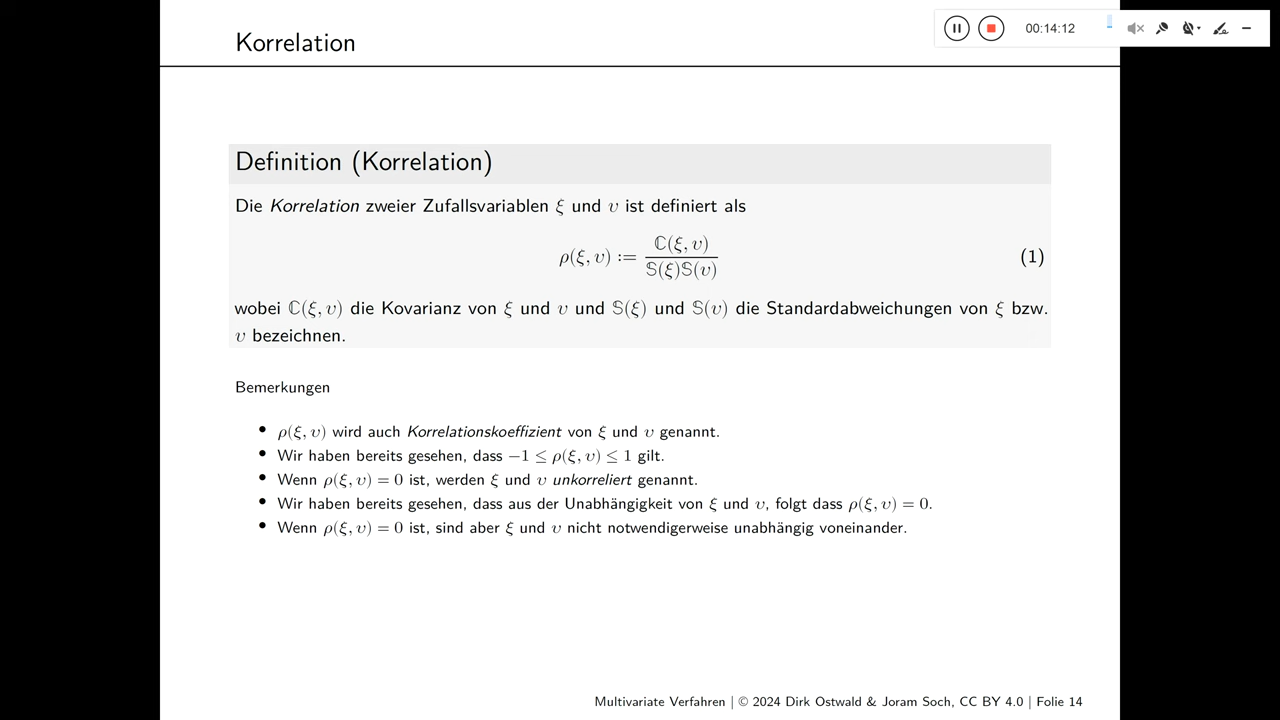 Korrelation
00:14:12
Definition (Korrelation)
Die Korrelation zweier Zufallsvariablen ξ und υ ist definiert als
ρ(ξ, υ) := ℂ(ξ, υ) / 𝕊(ξ)𝕊(υ) (1)
wobei ℂ(ξ, υ) die Kovarianz von ξ und υ und 𝕊(ξ) und 𝕊(υ) die Standardabweichungen von ξ bzw.
υ bezeichnen.
Bemerkungen
• ρ(ξ, υ) wird auch Korrelationskoeffizient von ξ und υ genannt.
• Wir haben bereits gesehen, dass −1 ≤ ρ(ξ, υ) ≤ 1 gilt.
• Wenn ρ(ξ, υ) = 0 ist, werden ξ und υ unkorreliert genannt.
• Wir haben bereits gesehen, dass aus der Unabhängigkeit von ξ und υ, folgt dass ρ(ξ, υ) = 0.
• Wenn ρ(ξ, υ) = 0 ist, sind aber ξ und υ nicht notwendigerweise unabhängig voneinander.
Multivariate Verfahren | © 2024 Dirk Ostwald & Joram Soch, CC BY 4.0 | Folie 14